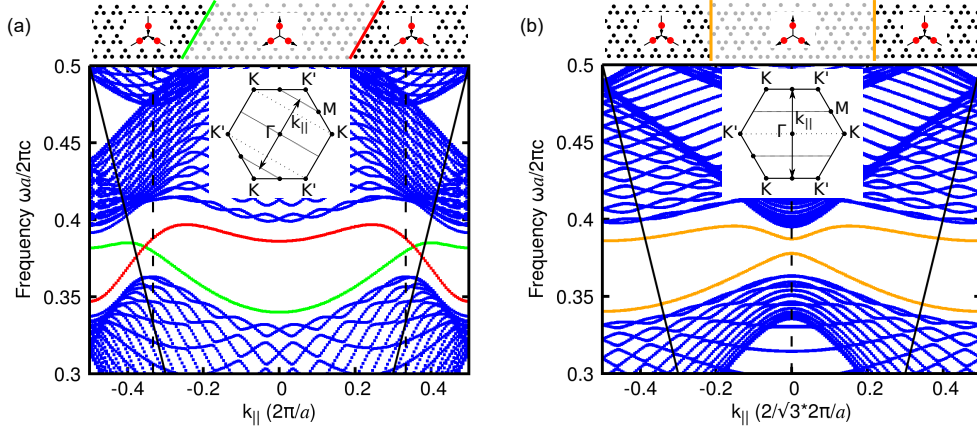 (a)
(b)
0.5
0.45
0.4
0.35
0.3
Frequency ωa/2πc
K K'
K' M
k||
Γ K
K K'
-0.4 -0.2 0 0.2 0.4
k|| (2π/a)
0.5
0.45
0.4
0.35
0.3
Frequency ωa/2πc
K K'
M
k||
K' Γ K
K K'
-0.4 -0.2 0 0.2 0.4
k|| (2/√3*2π/a)